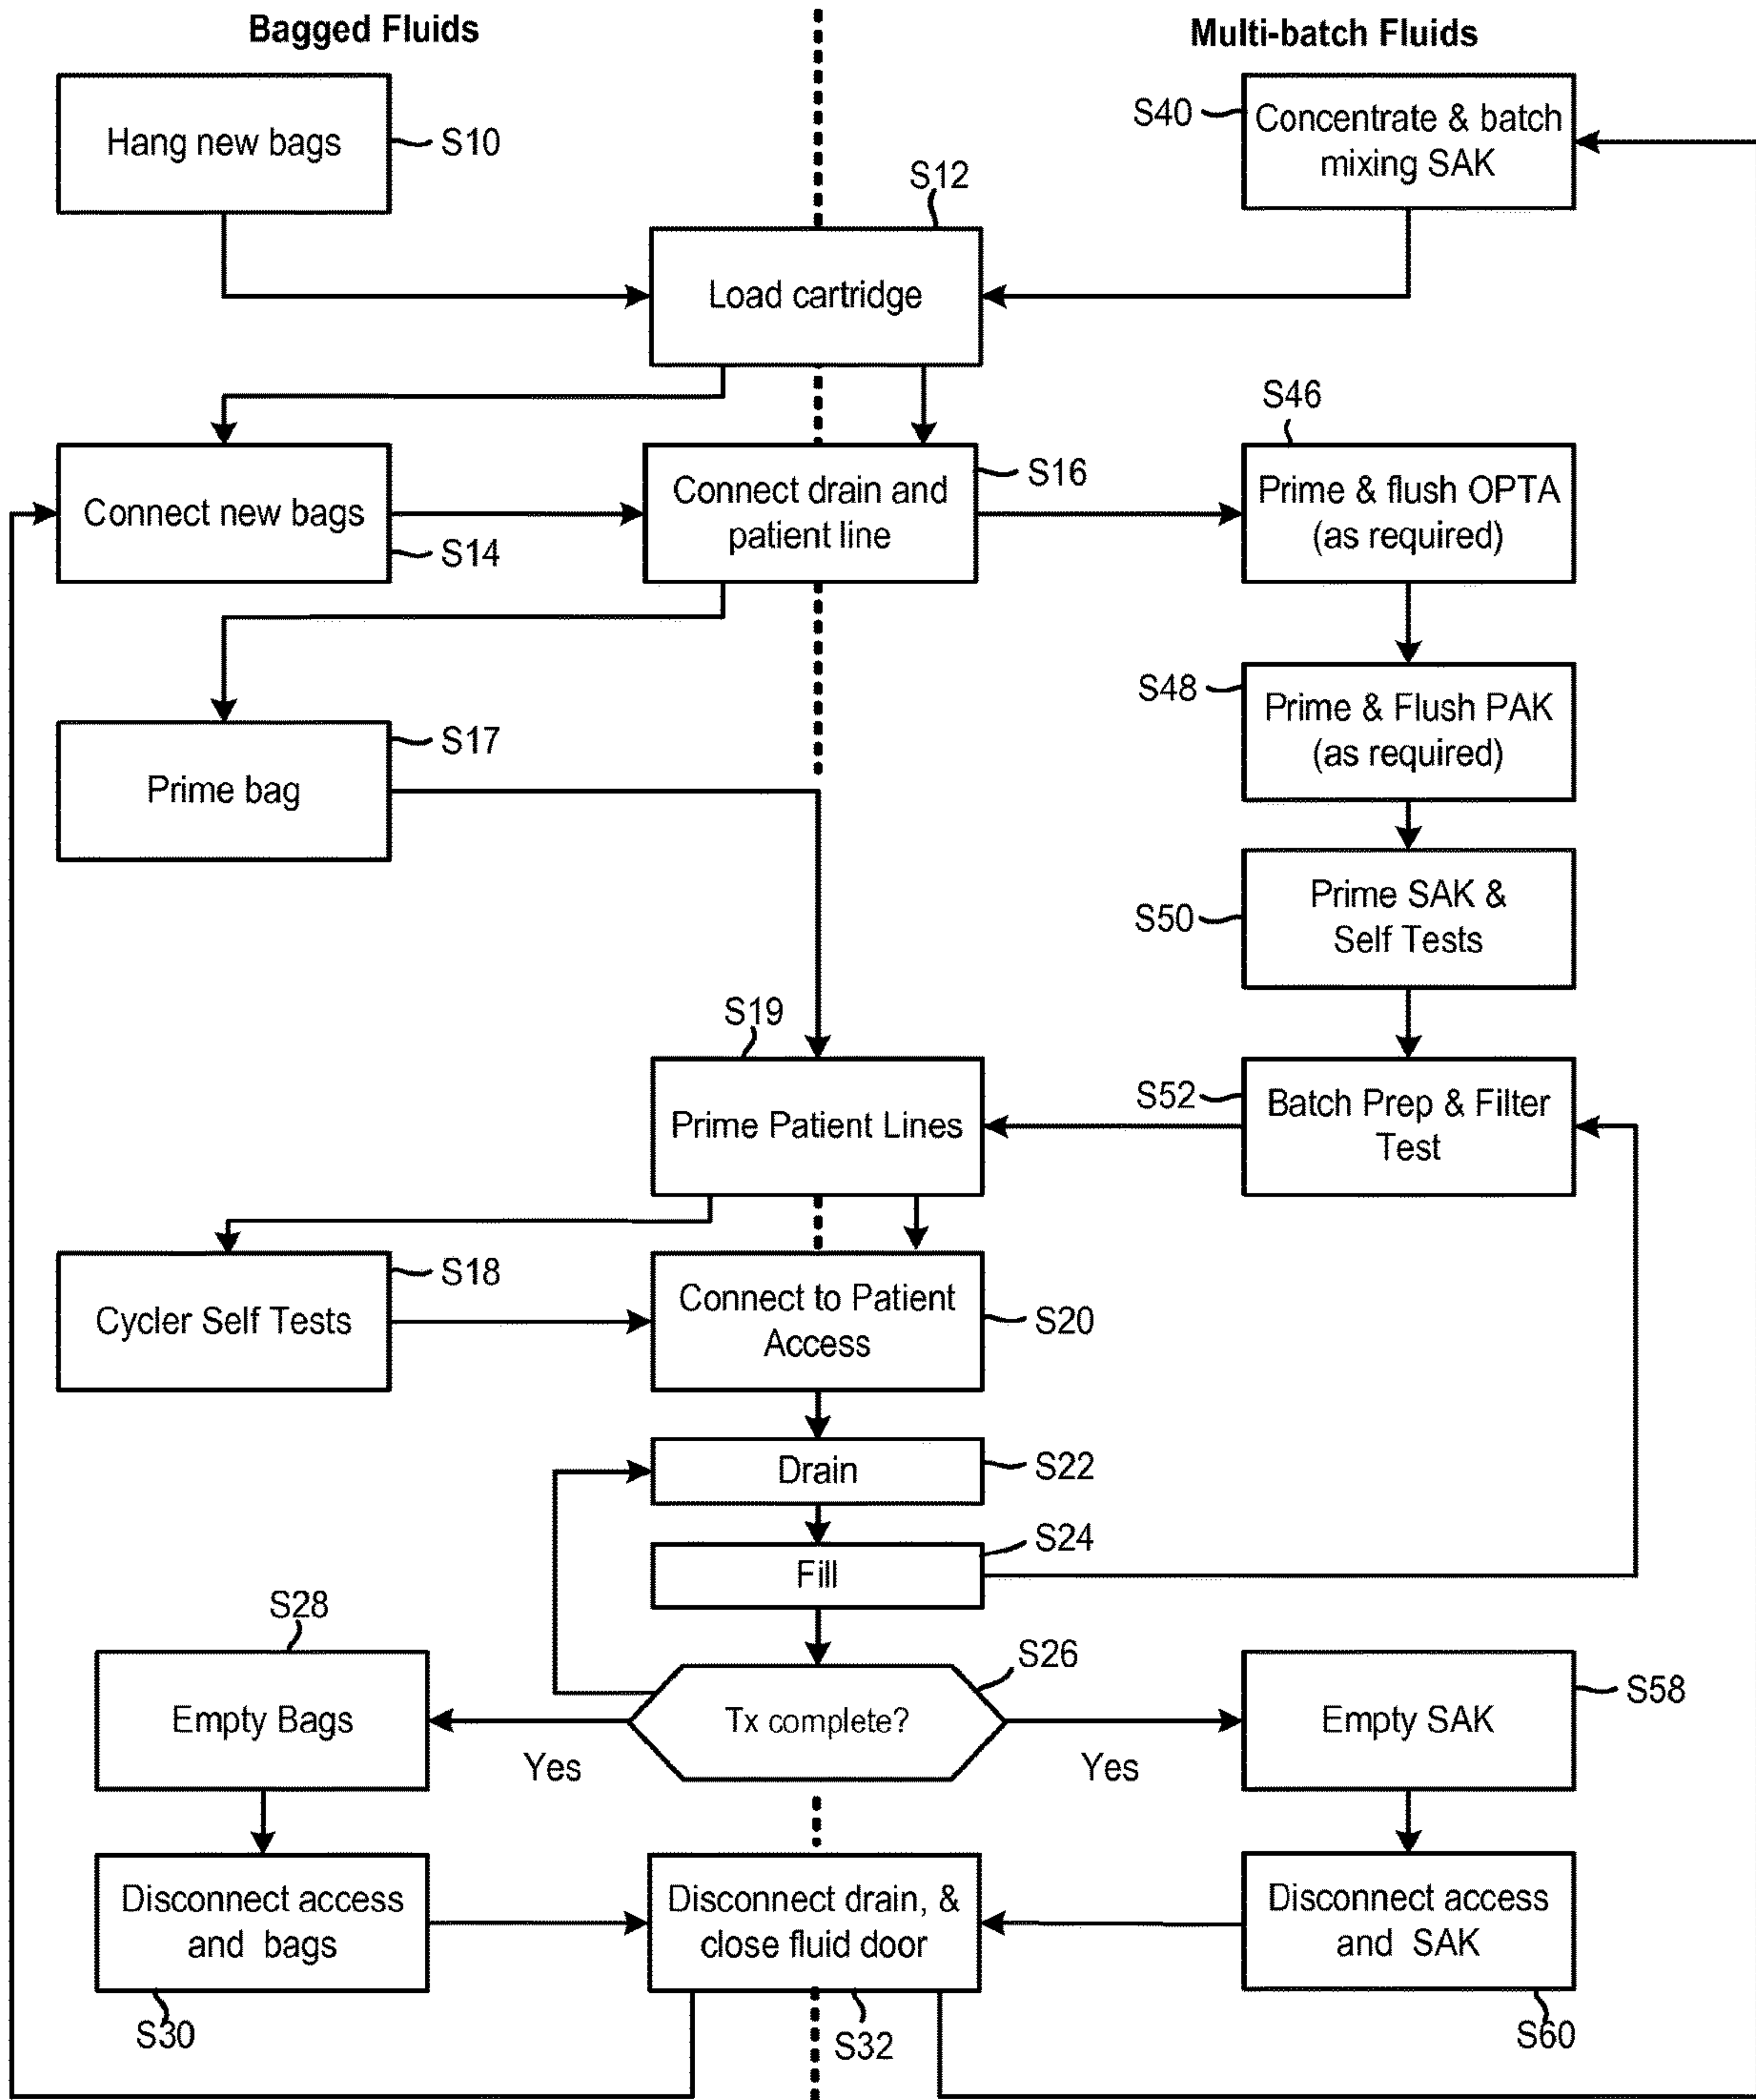 Bagged Fluids
Multi-batch Fluids
Hang new bags
S10
S40
Concentrate & batch
mixing SAK
S12
Load cartridge
S46
Connect new bags
S14
Connect drain and
patient line
S16
Prime & flush OPTA
(as required)
S48
Prime & Flush PAK
(as required)
S17
Prime bag
S50
Prime SAK &
Self Tests
S19
Prime Patient Lines
S52
Batch Prep & Filter
Test
S18
Cycler Self Tests
Connect to Patient
Access
S20
Drain
S22
Fill
S24
S28
Empty Bags
S26
Tx complete?
Yes
Yes
Empty SAK
S58
Disconnect access
and bags
S30
Disconnect drain, &
close fluid door
S32
Disconnect access
and SAK
S60